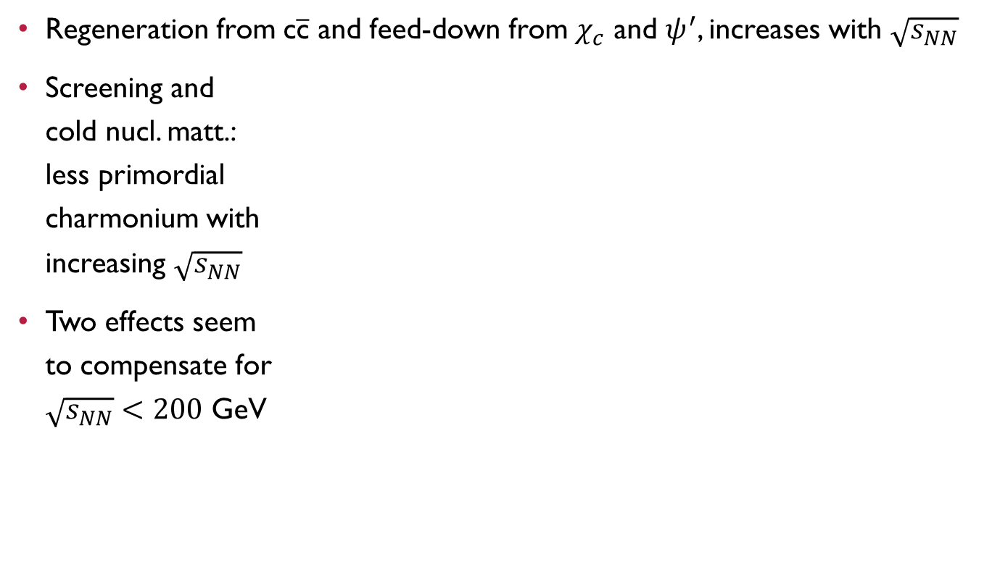 • Regeneration from cc̄ and feed-down from χ_c and ψ′, increases with √s_NN
• Screening and
cold nucl. matt.:
less primordial
charmonium with
increasing √s_NN
• Two effects seem
to compensate for
√s_NN < 200 GeV